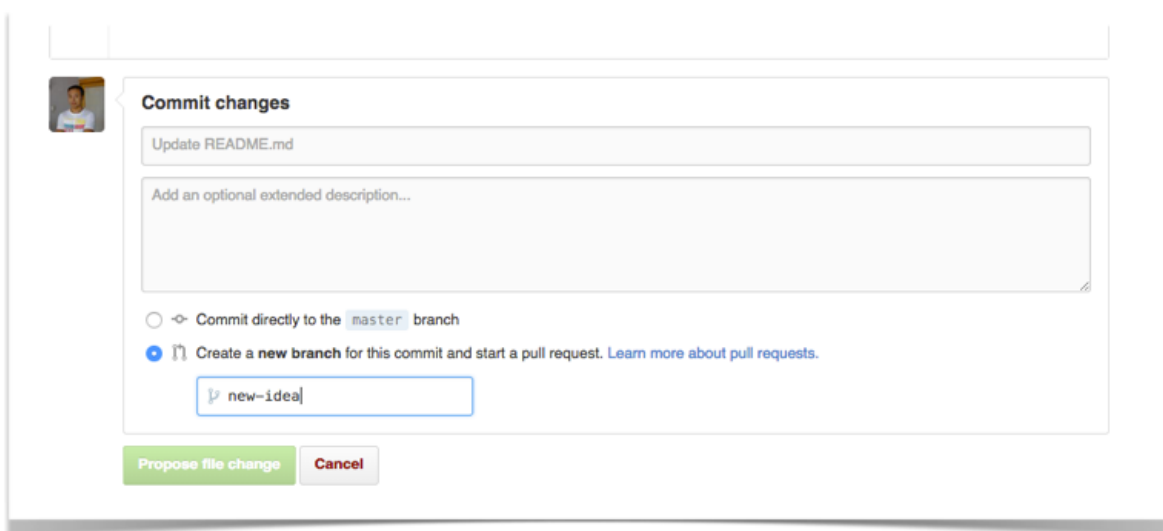 Commit changes
Update README.md
Add an optional extended description...
Commit directly to the master branch
Create a new branch for this commit and start a pull request. Learn more about pull requests.
new-idea
Propose file change Cancel